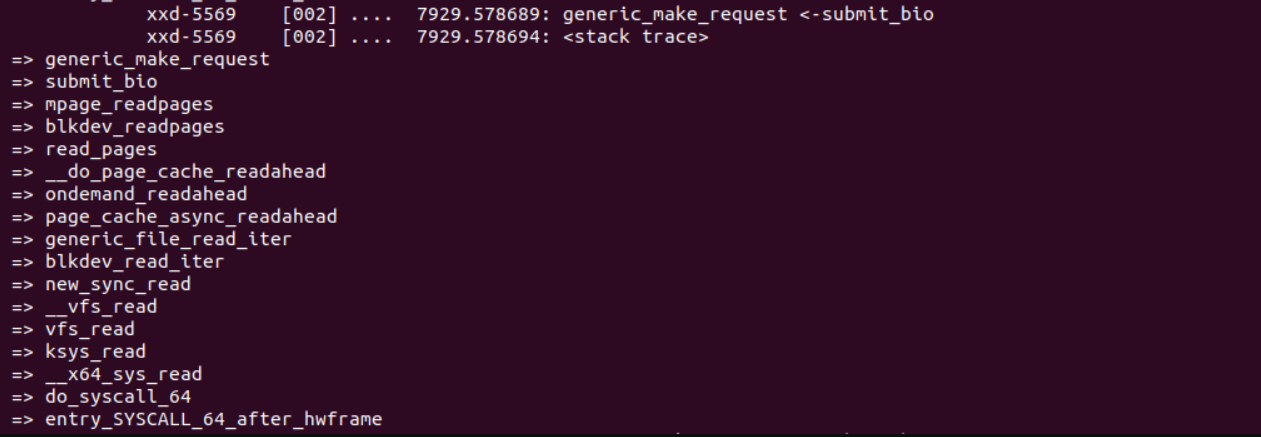 xxd-5569 [002] .... 7929.578689: generic_make_request <-submit_bio
xxd-5569 [002] .... 7929.578694: <stack trace>
=> generic_make_request
=> submit_bio
=> mpage_readpages
=> blkdev_readpages
=> read_pages
=> __do_page_cache_readahead
=> ondemand_readahead
=> page_cache_async_readahead
=> generic_file_read_iter
=> blkdev_read_iter
=> new_sync_read
=> __vfs_read
=> vfs_read
=> ksys_read
=> __x64_sys_read
=> do_syscall_64
=> entry_SYSCALL_64_after_hwframe